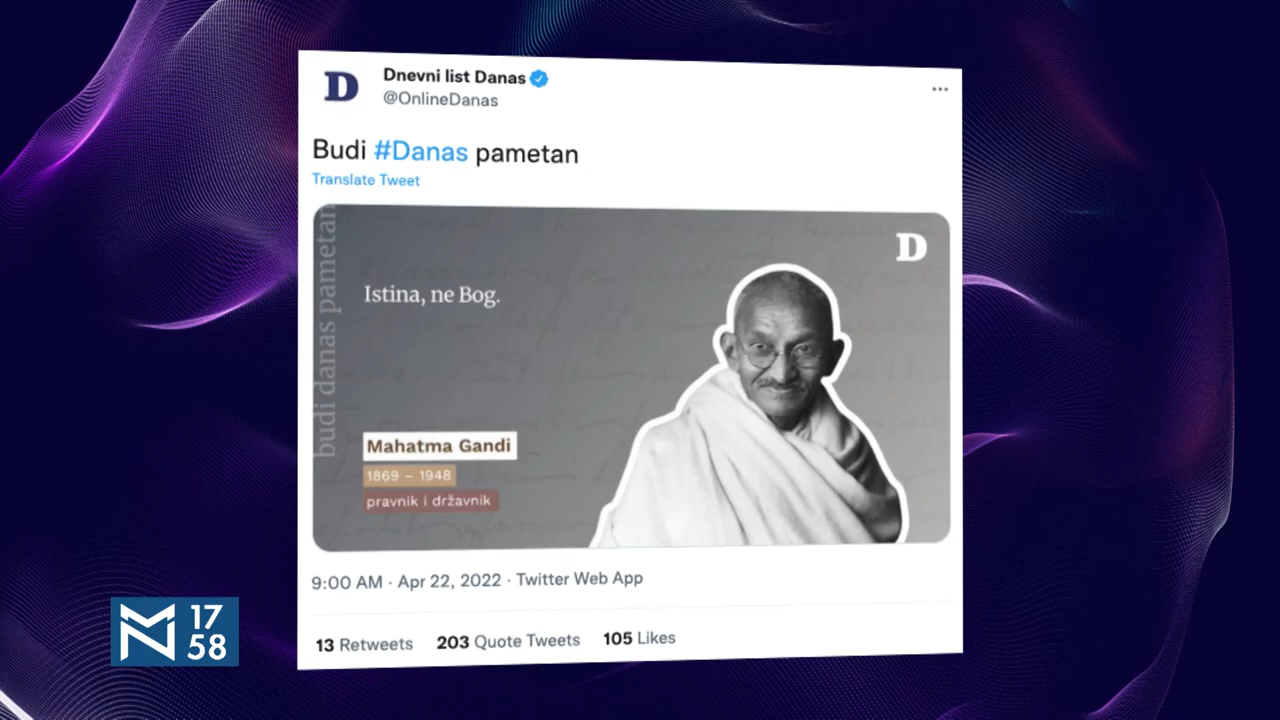 D
Dnevni list Danas
@OnlineDanas
Budi #Danas pametan
Translate Tweet
budi danas pametan
D
Istina, ne Bog.
Mahatma Gandi
1869 – 1948
pravnik i državnik
9:00 AM · Apr 22, 2022 · Twitter Web App
13 Retweets 203 Quote Tweets 105 Likes
17
58